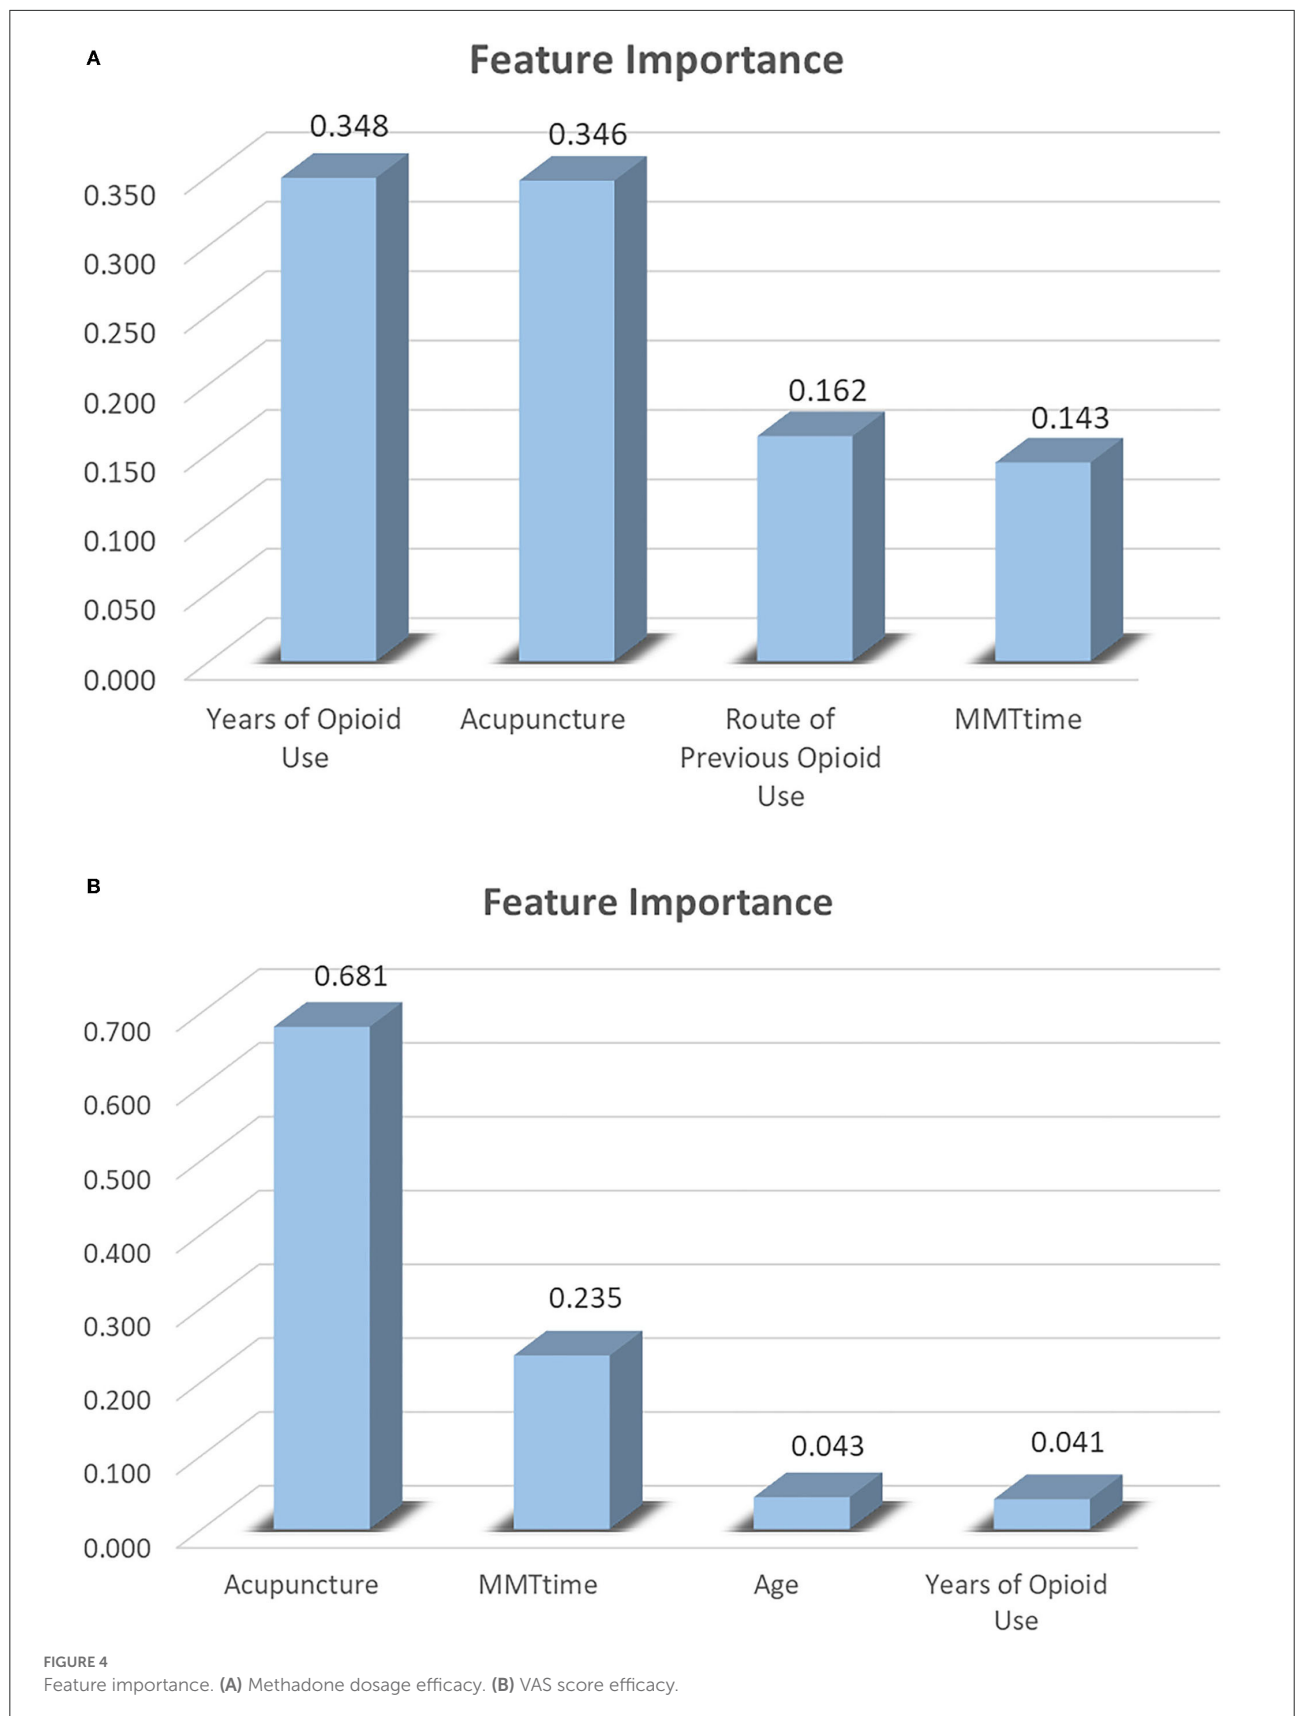 A
Feature Importance
0.348
0.346
0.162
0.143
0.350
0.300
0.250
0.200
0.150
0.100
0.050
0.000
Years of Opioid
Use
Acupuncture
Route of
Previous Opioid
Use
MMTtime
B
Feature Importance
0.681
0.235
0.043
0.041
0.700
0.600
0.500
0.400
0.300
0.200
0.100
0.000
Acupuncture
MMTtime
Age
Years of Opioid
Use
FIGURE 4
Feature importance. (A) Methadone dosage efficacy. (B) VAS score efficacy.